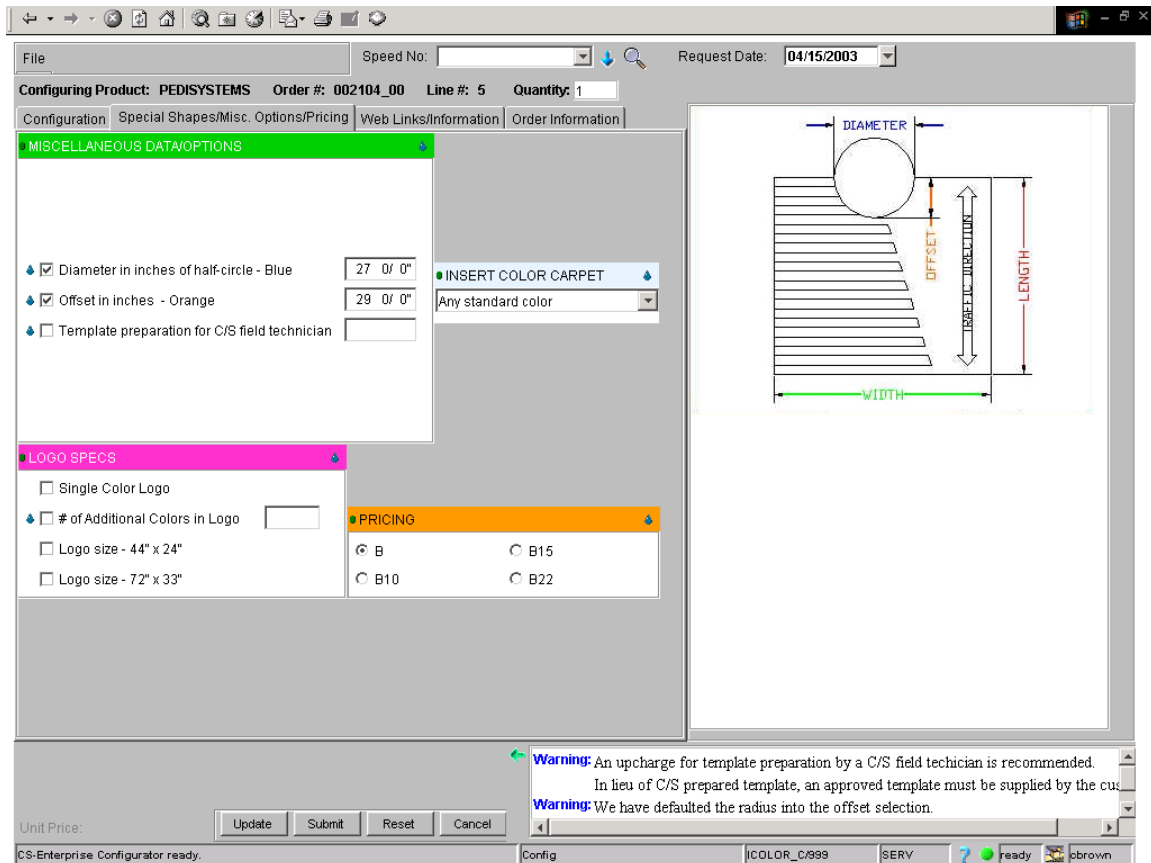 File
Speed No:
Request Date: 04/15/2003
Configuring Product: PEDISYSTEMS Order #: 002104_00 Line #: 5 Quantity: 1
Configuration Special Shapes/Misc. Options/Pricing Web Links/Information Order Information
MISCELLANEOUS DATA/OPTIONS
Diameter in inches of half-circle - Blue 27 0/ 0"
Offset in inches - Orange 29 0/ 0"
Template preparation for C/S field technician
INSERT COLOR CARPET
Any standard color
LOGO SPECS
Single Color Logo
# of Additional Colors in Logo
Logo size - 44" x 24"
Logo size - 72" x 33"
PRICING
B B15
B10 B22
DIAMETER
OFFSET
TRAFFIC DIRECTION
LENGTH
WIDTH
Warning: An upcharge for template preparation by a C/S field techician is recommended.
In lieu of C/S prepared template, an approved template must be supplied by the cus
Warning: We have defaulted the radius into the offset selection.
Unit Price:
Update Submit Reset Cancel
CS-Enterprise Configurator ready. Config ICOLOR_C/999 SERV ready cbrown